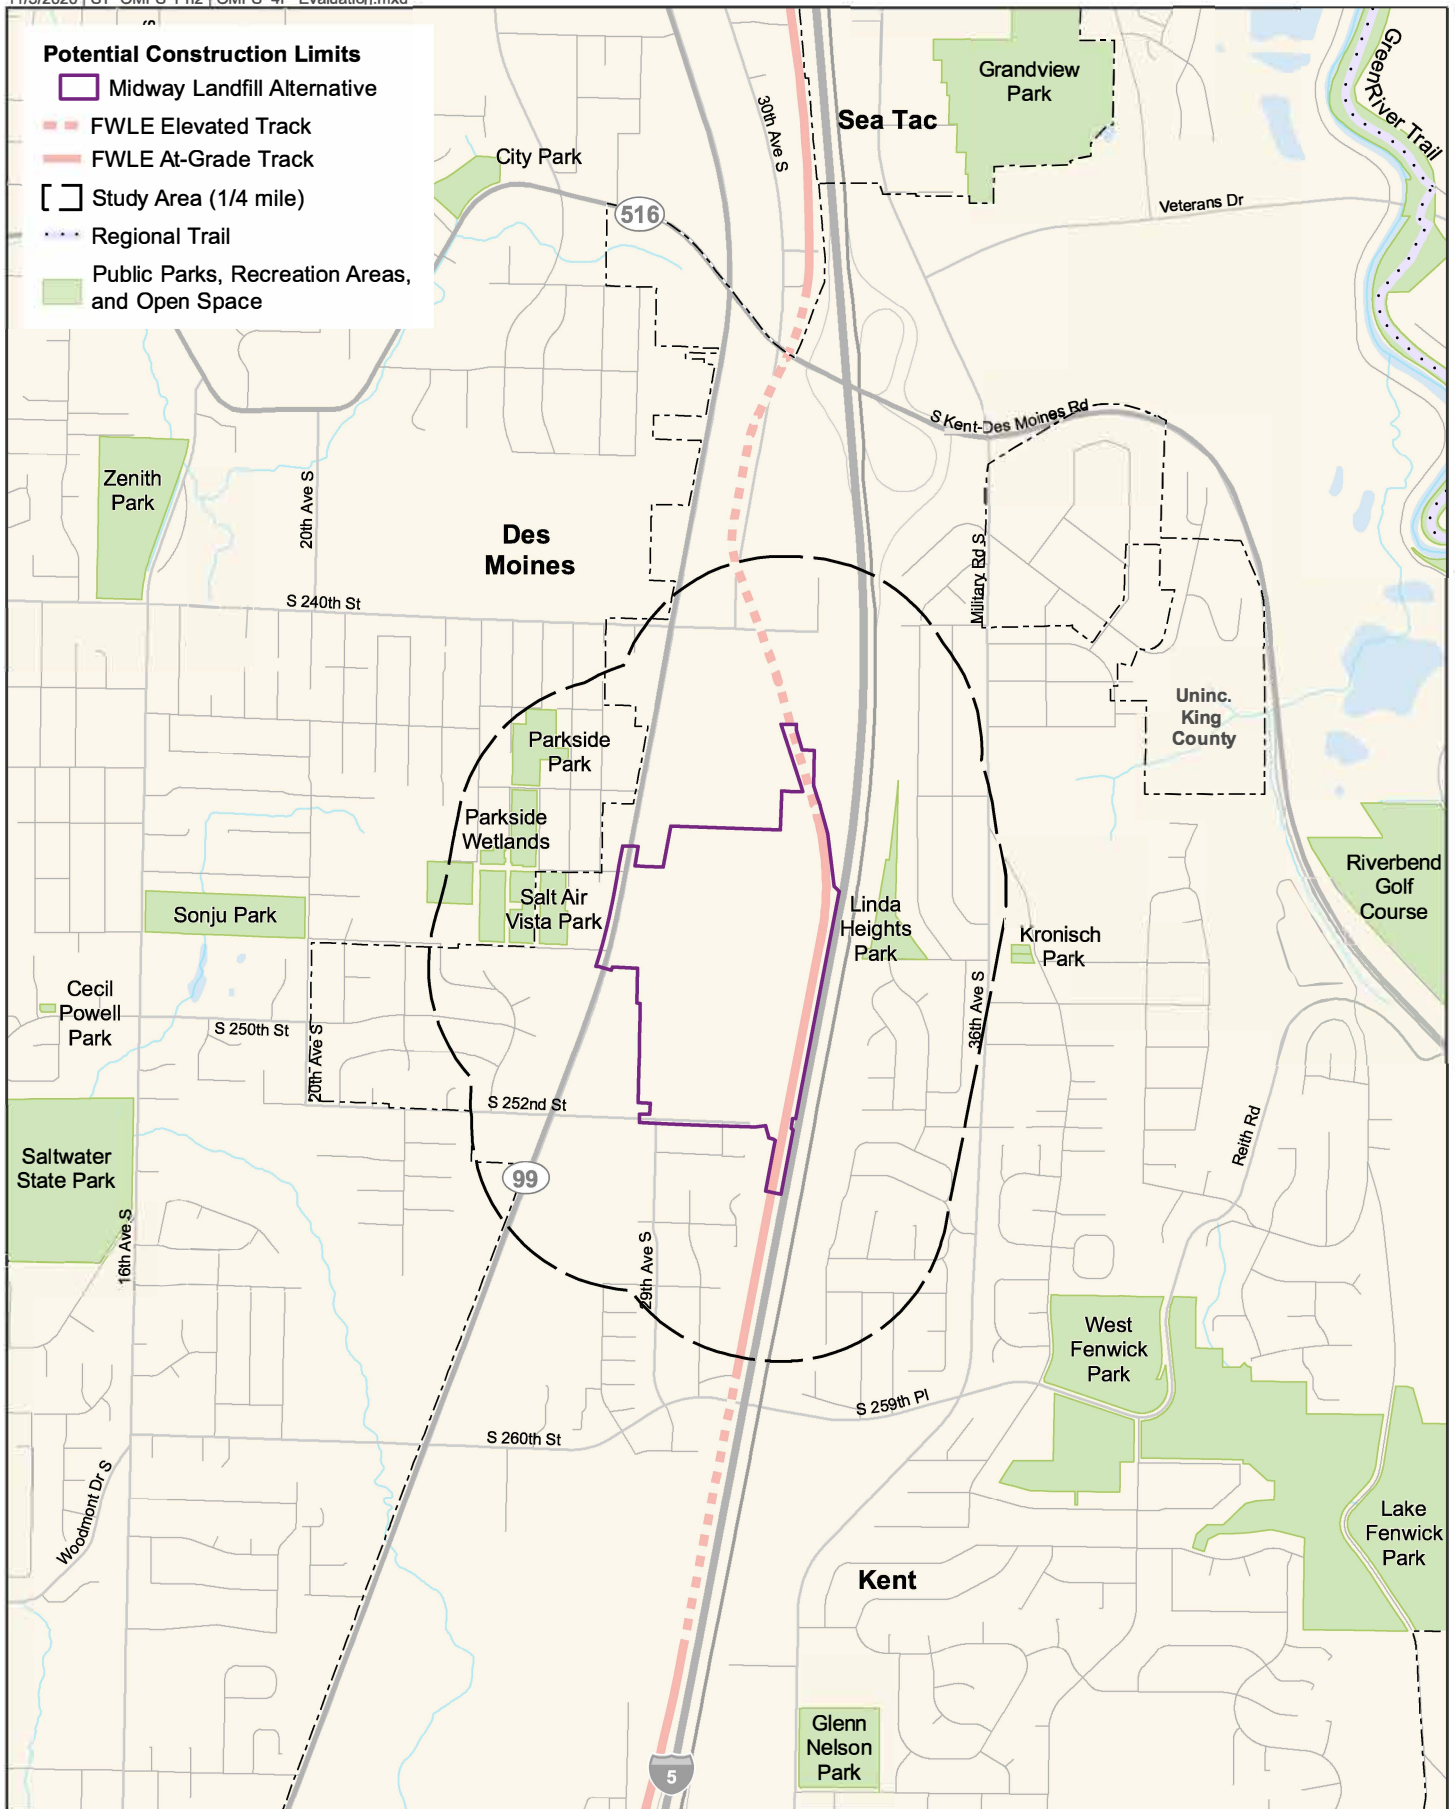 Potential Construction Limits
Midway Landfill Alternative
FWLE Elevated Track
FWLE At-Grade Track
Study Area (1/4 mile)
Regional Trail
Public Parks, Recreation Areas,
and Open Space
Grandview
Park
Green River Trail
30th Ave S
Sea Tac
City Park
516
Veterans Dr
S Kent-Des Moines Rd
Zenith
Park
20th Ave S
Des
Moines
Military Rd S
S 240th St
Uninc.
King
County
Parkside
Park
Parkside
Wetlands
Salt Air
Vista Park
Sonju Park
Linda
Heights
Park
Kronisch
Park
Riverbend
Golf
Course
Cecil
Powell
Park
S 250th St
20th Ave S
36th Ave S
S 252nd St
Saltwater
State Park
99
Reith Rd
16th Ave S
29th Ave S
West
Fenwick
Park
S 259th Pl
S 260th St
Woodmont Dr S
Lake
Fenwick
Park
Kent
Glenn
Nelson
Park
5